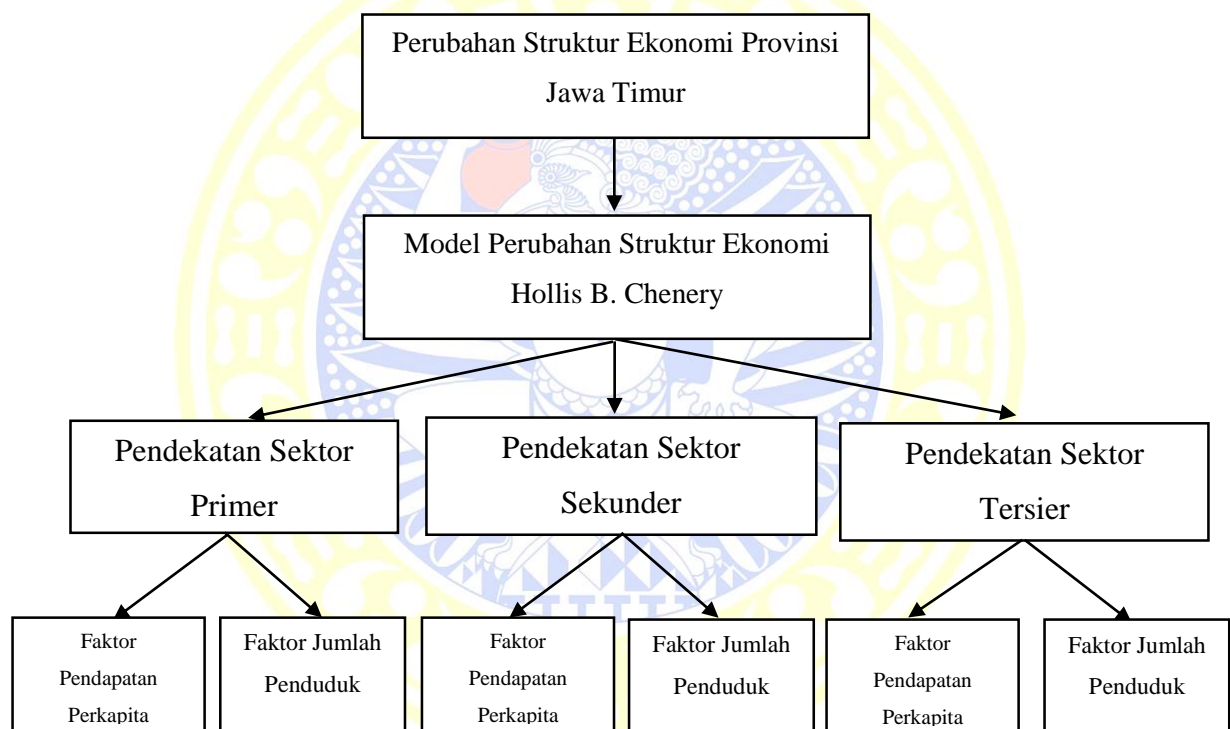 Perubahan Struktur Ekonomi Provinsi
Jawa Timur
Model Perubahan Struktur Ekonomi
Hollis B. Chenery
Pendekatan Sektor
Primer
Pendekatan Sektor
Sekunder
Pendekatan Sektor
Tersier
Faktor
Pendapatan
Perkapita
Faktor Jumlah
Penduduk
Faktor
Pendapatan
Perkapita
Faktor Jumlah
Penduduk
Faktor
Pendapatan
Perkapita
Faktor Jumlah
Penduduk